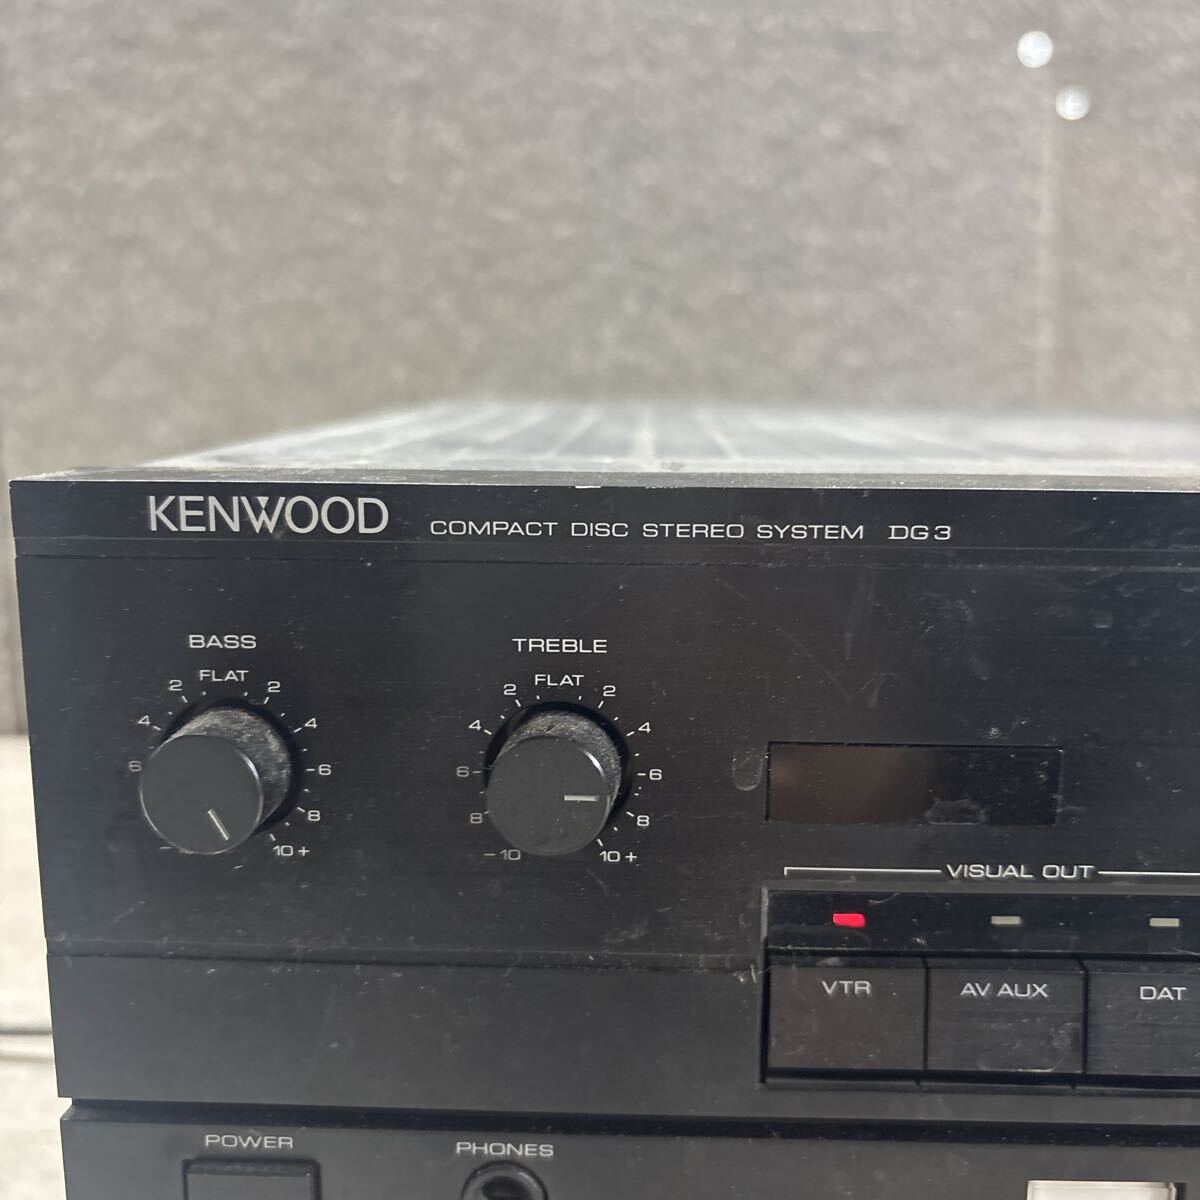 KENWOOD COMPACT DISC STEREO SYSTEM DG3
BASS
FLAT
2 2
4 4
6 6
8
10 +
TREBLE
FLAT
2 2
4 4
6 6
8 8
− 10 10 +
VISUAL OUT
VTR AV AUX DAT
POWER PHONES